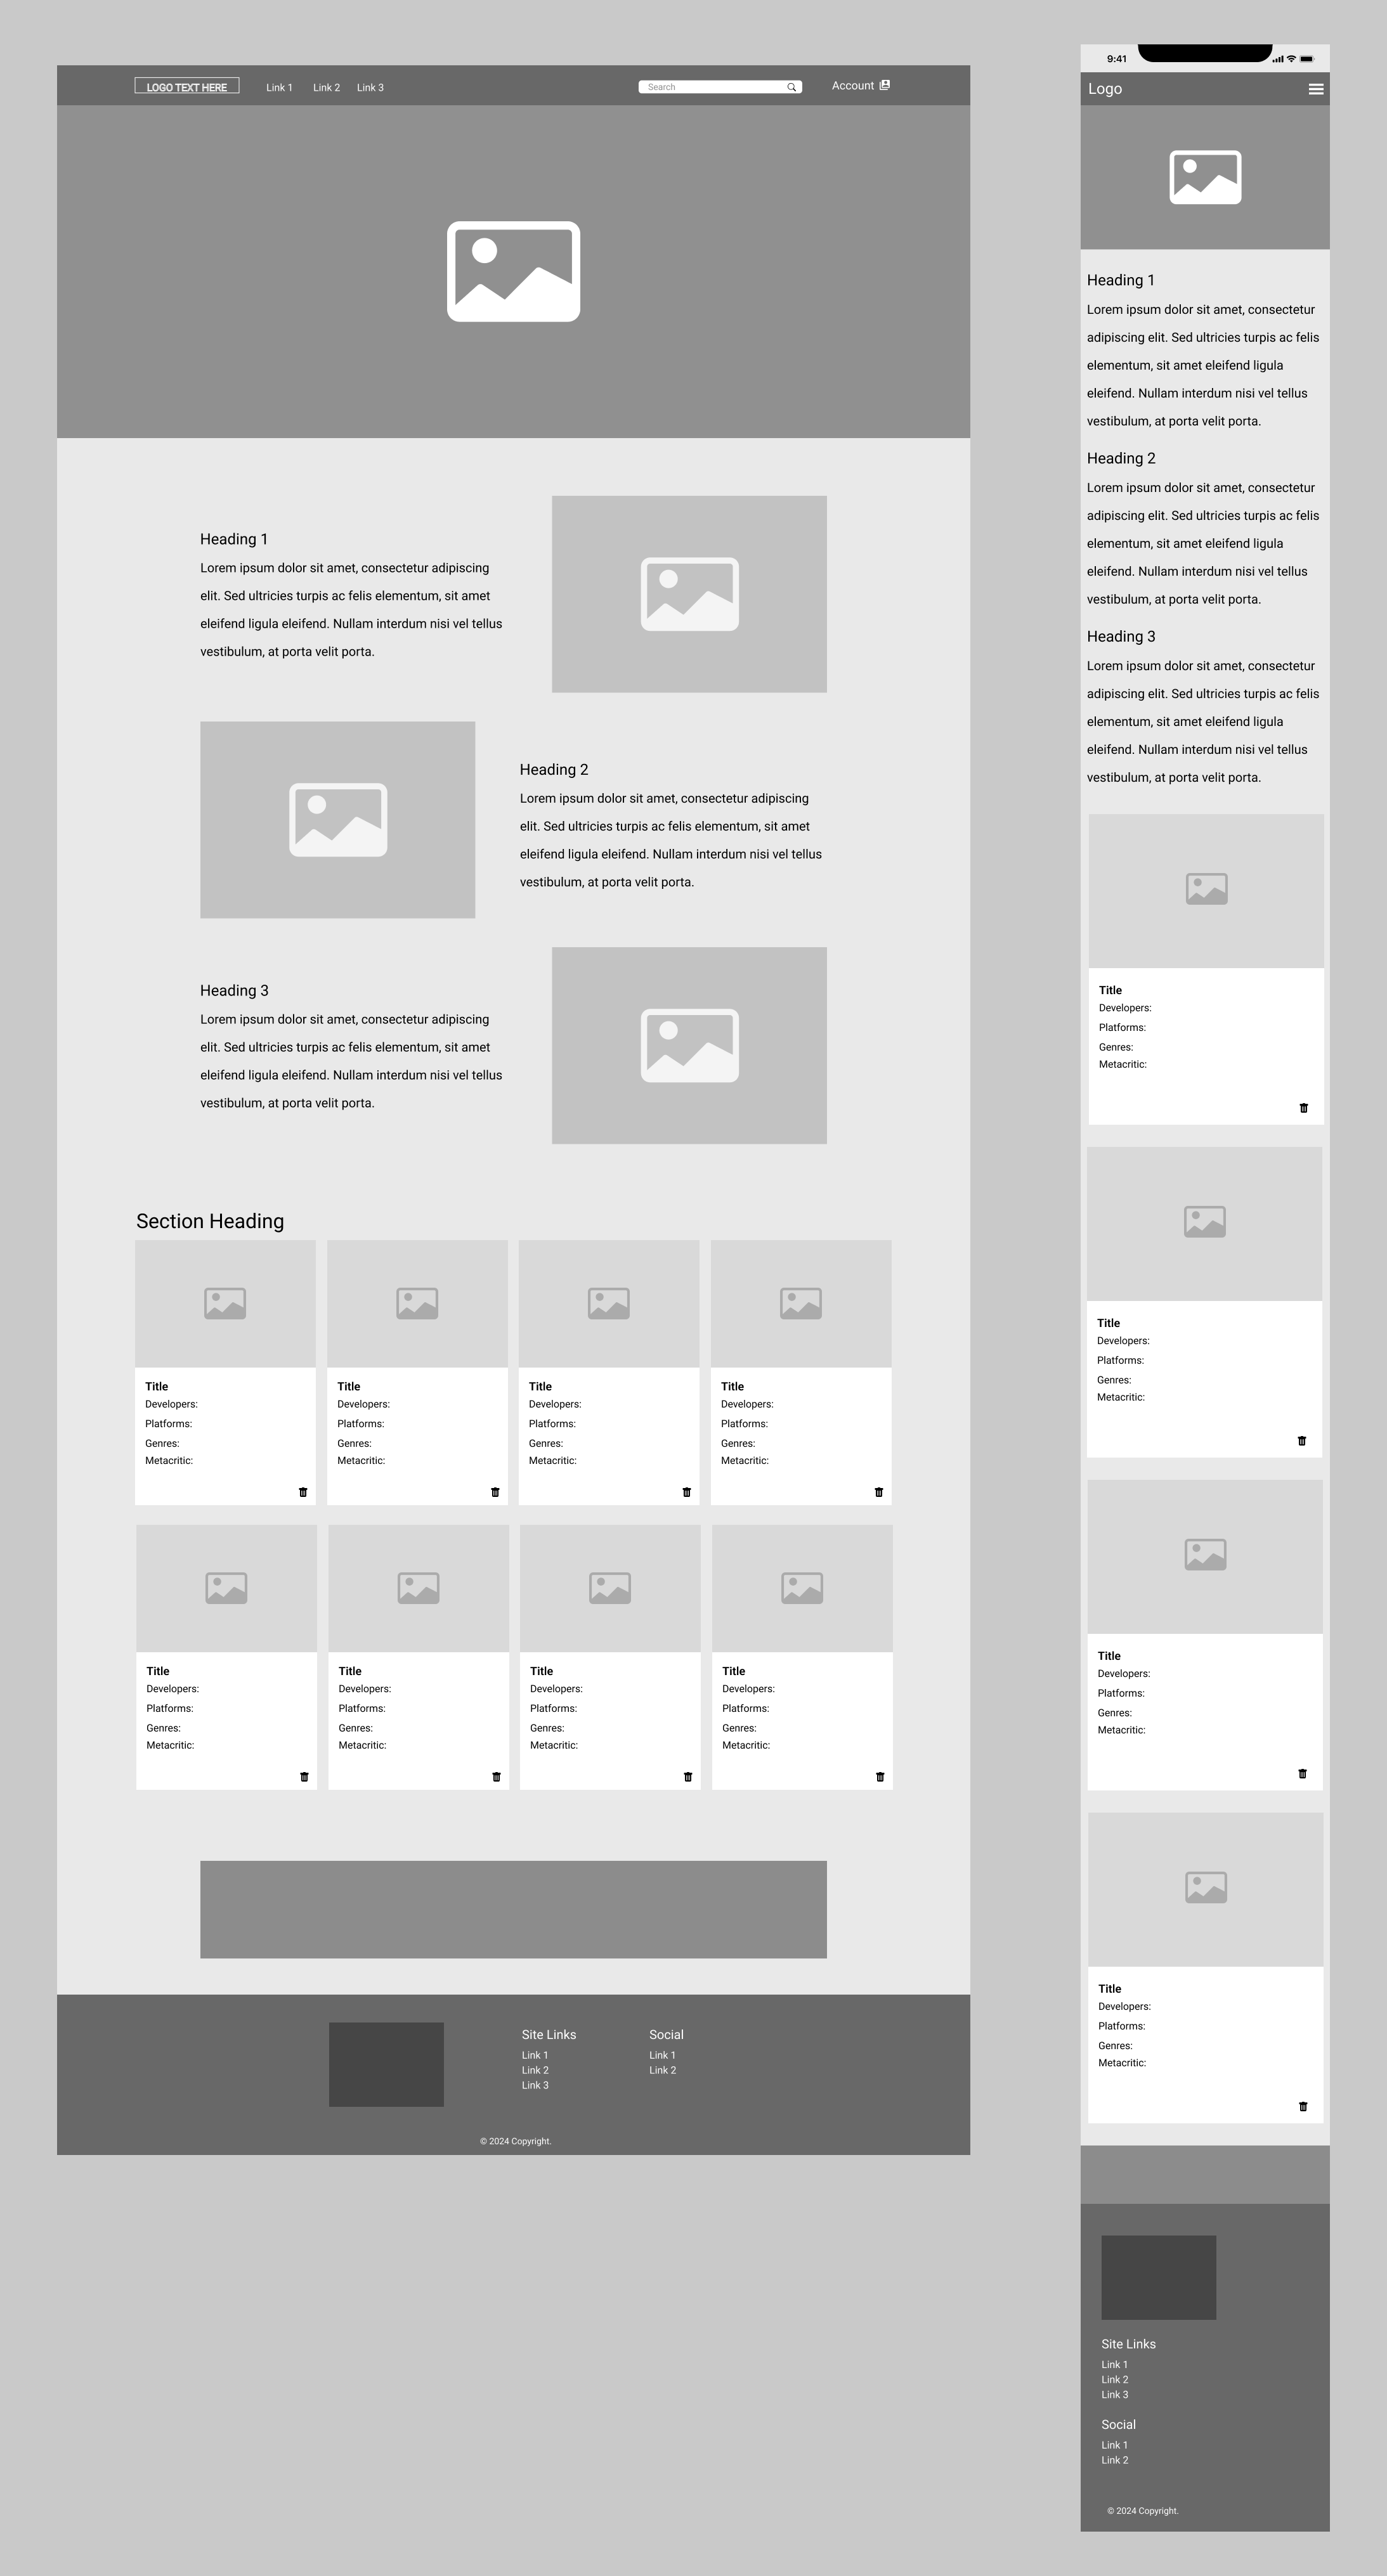 LOGO TEXT HERE
Link 1 Link 2 Link 3
Search
Account
Heading 1
Lorem ipsum dolor sit amet, consectetur adipiscing
elit. Sed ultricies turpis ac felis elementum, sit amet
eleifend ligula eleifend. Nullam interdum nisi vel tellus
vestibulum, at porta velit porta.
Heading 2
Lorem ipsum dolor sit amet, consectetur adipiscing
elit. Sed ultricies turpis ac felis elementum, sit amet
eleifend ligula eleifend. Nullam interdum nisi vel tellus
vestibulum, at porta velit porta.
Heading 3
Lorem ipsum dolor sit amet, consectetur adipiscing
elit. Sed ultricies turpis ac felis elementum, sit amet
eleifend ligula eleifend. Nullam interdum nisi vel tellus
vestibulum, at porta velit porta.
Section Heading
Title
Developers:
Platforms:
Genres:
Metacritic:
Title
Developers:
Platforms:
Genres:
Metacritic:
Title
Developers:
Platforms:
Genres:
Metacritic:
Title
Developers:
Platforms:
Genres:
Metacritic:
Title
Developers:
Platforms:
Genres:
Metacritic:
Title
Developers:
Platforms:
Genres:
Metacritic:
Title
Developers:
Platforms:
Genres:
Metacritic:
Title
Developers:
Platforms:
Genres:
Metacritic:
Site Links
Link 1
Link 2
Link 3
Social
Link 1
Link 2
© 2024 Copyright.
9:41
Logo
Heading 1
Lorem ipsum dolor sit amet, consectetur
adipiscing elit. Sed ultricies turpis ac felis
elementum, sit amet eleifend ligula
eleifend. Nullam interdum nisi vel tellus
vestibulum, at porta velit porta.
Heading 2
Lorem ipsum dolor sit amet, consectetur
adipiscing elit. Sed ultricies turpis ac felis
elementum, sit amet eleifend ligula
eleifend. Nullam interdum nisi vel tellus
vestibulum, at porta velit porta.
Heading 3
Lorem ipsum dolor sit amet, consectetur
adipiscing elit. Sed ultricies turpis ac felis
elementum, sit amet eleifend ligula
eleifend. Nullam interdum nisi vel tellus
vestibulum, at porta velit porta.
Title
Developers:
Platforms:
Genres:
Metacritic:
Title
Developers:
Platforms:
Genres:
Metacritic:
Title
Developers:
Platforms:
Genres:
Metacritic:
Title
Developers:
Platforms:
Genres:
Metacritic:
Site Links
Link 1
Link 2
Link 3
Social
Link 1
Link 2
© 2024 Copyright.